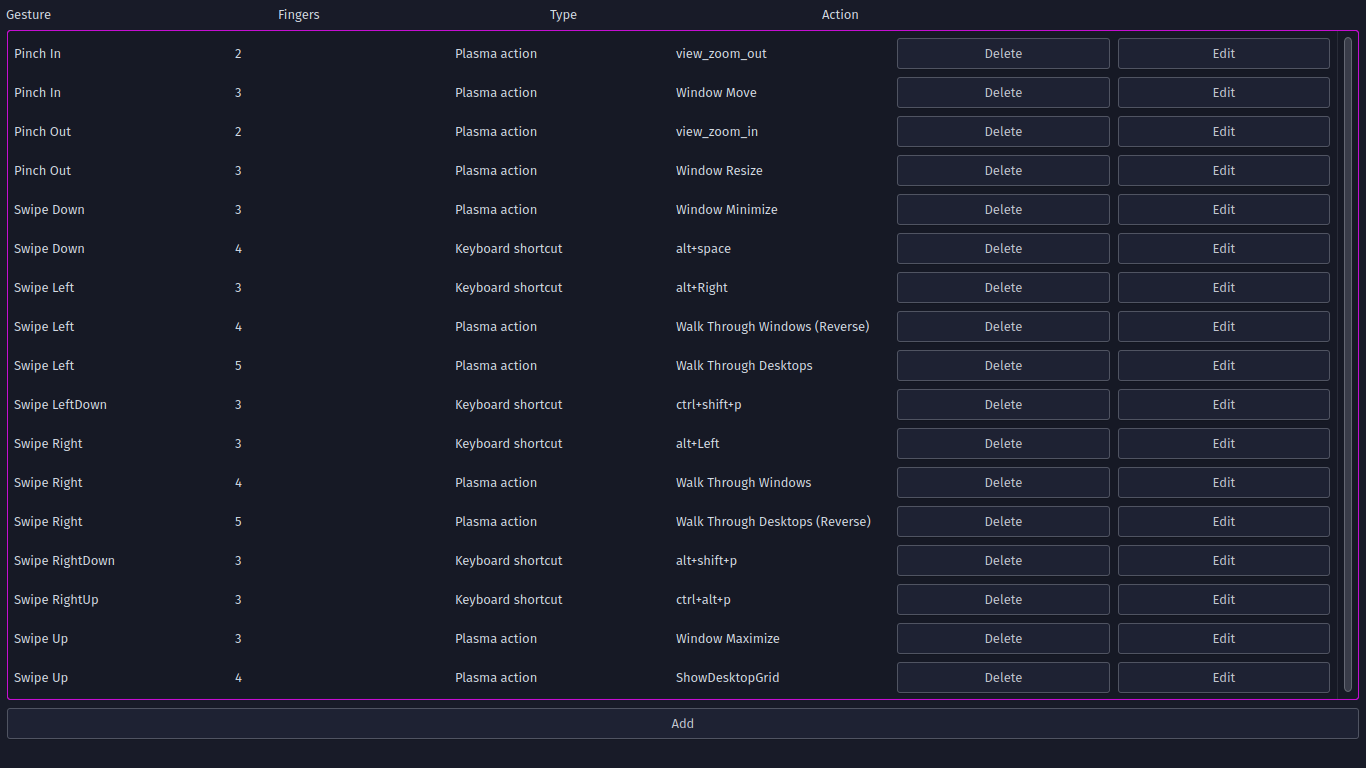 Gesture Fingers Type Action
Pinch In 2 Plasma action view_zoom_out Delete Edit
Pinch In 3 Plasma action Window Move Delete Edit
Pinch Out 2 Plasma action view_zoom_in Delete Edit
Pinch Out 3 Plasma action Window Resize Delete Edit
Swipe Down 3 Plasma action Window Minimize Delete Edit
Swipe Down 4 Keyboard shortcut alt+space Delete Edit
Swipe Left 3 Keyboard shortcut alt+Right Delete Edit
Swipe Left 4 Plasma action Walk Through Windows (Reverse) Delete Edit
Swipe Left 5 Plasma action Walk Through Desktops Delete Edit
Swipe LeftDown 3 Keyboard shortcut ctrl+shift+p Delete Edit
Swipe Right 3 Keyboard shortcut alt+Left Delete Edit
Swipe Right 4 Plasma action Walk Through Windows Delete Edit
Swipe Right 5 Plasma action Walk Through Desktops (Reverse) Delete Edit
Swipe RightDown 3 Keyboard shortcut alt+shift+p Delete Edit
Swipe RightUp 3 Keyboard shortcut ctrl+alt+p Delete Edit
Swipe Up 3 Plasma action Window Maximize Delete Edit
Swipe Up 4 Plasma action ShowDesktopGrid Delete Edit
Add